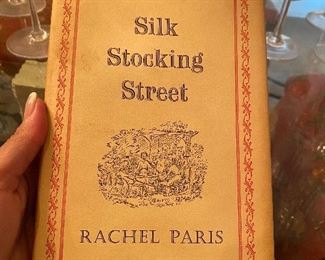 Silk
Stocking
Street
RACHEL PARIS